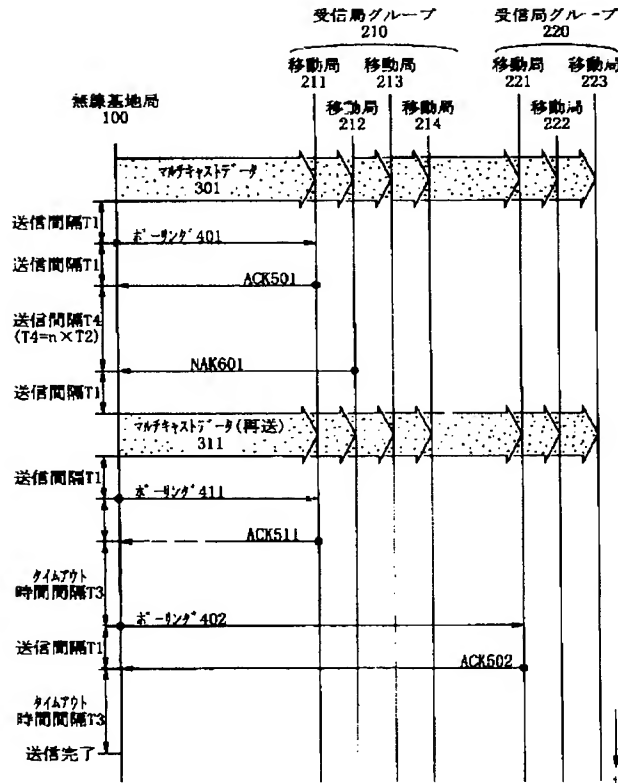 受信局グループ
210
受信局グループ
220
移動局
211
移動局
213
移動局
221
移動局
223
無線基地局
100
移動局
212
移動局
214
移動局
222
マルチキャストデータ
301
送信間隔T1
ポーリング401
送信間隔T1
ACK501
送信間隔T4
(T4=n×T2)
NAK601
送信間隔T1
マルチキャストデータ(再送)
311
送信間隔T1
ポーリング411
ACK511
タイムアウト
時間間隔T3
ポーリング402
送信間隔T1
ACK502
タイムアウト
時間間隔T3
送信完了